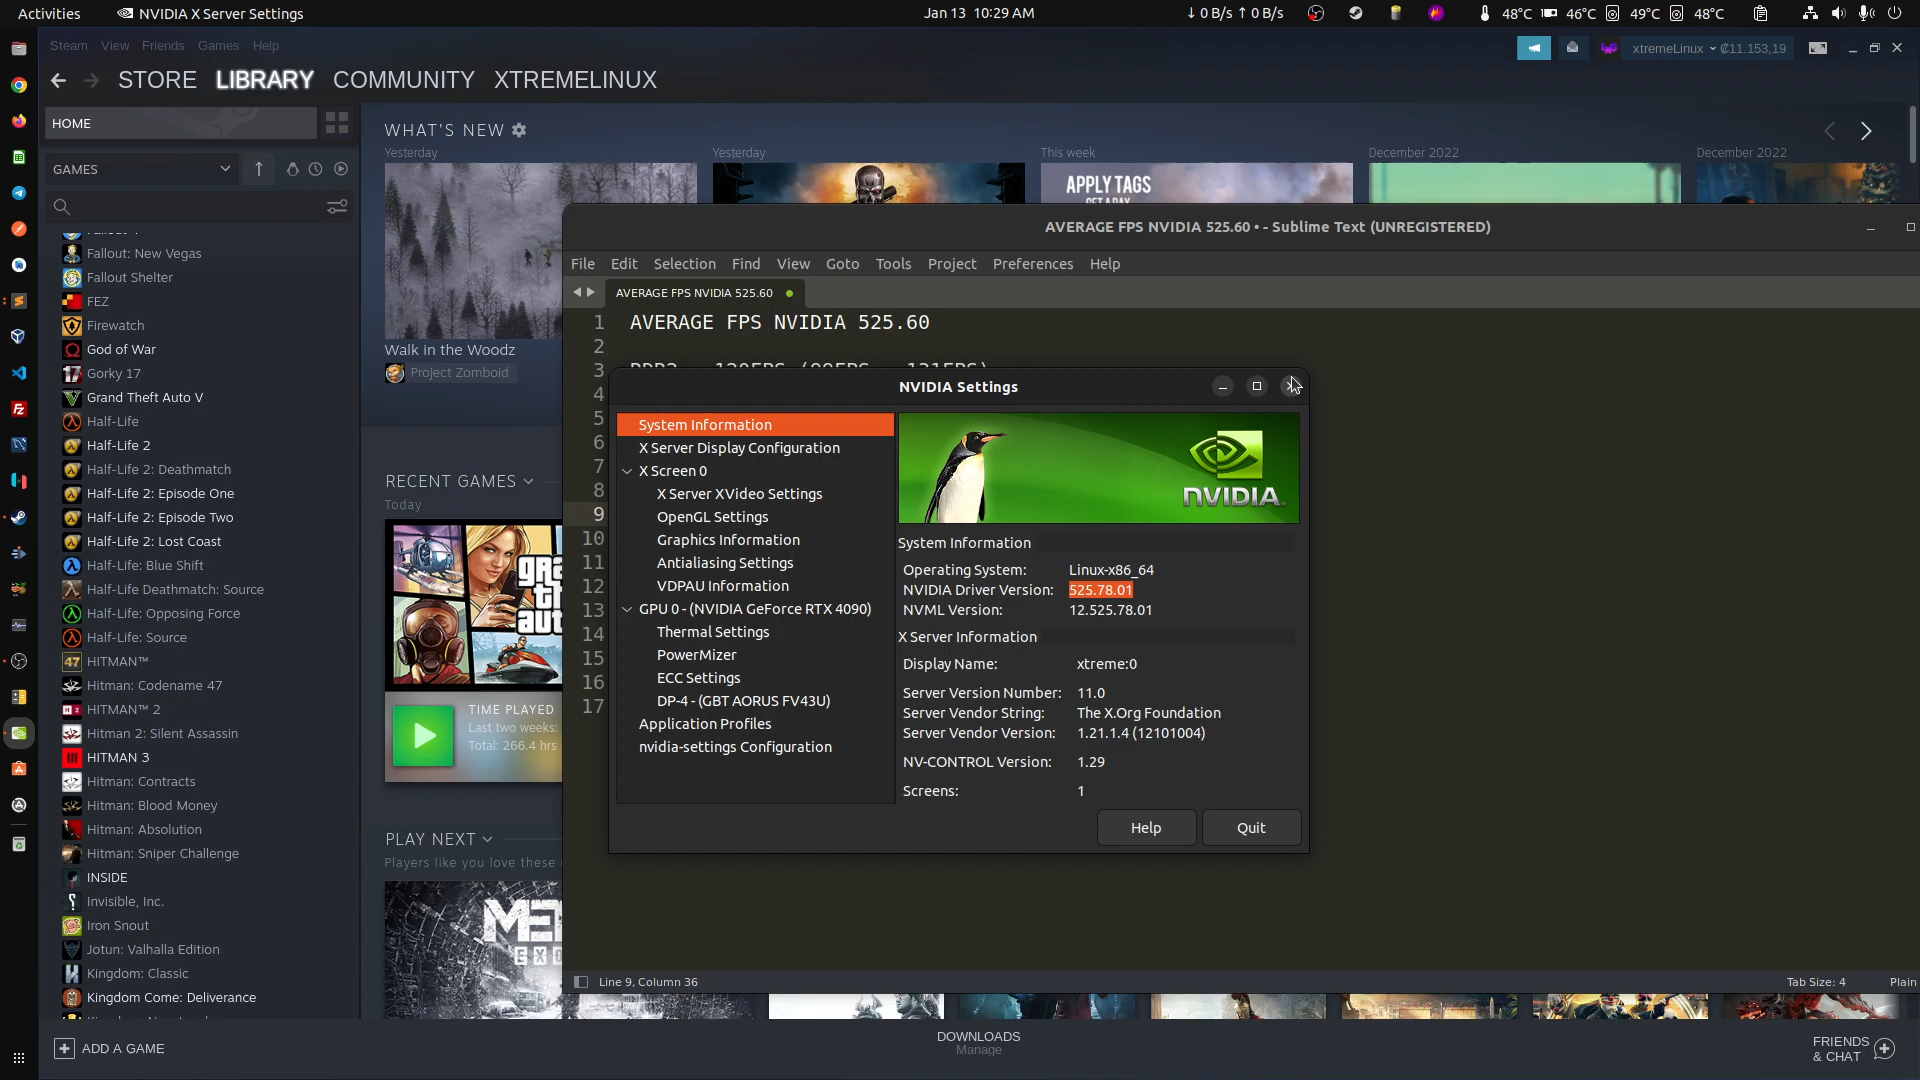 Activities
NVIDIA X Server Settings
Jan 13 10:29 AM
↓ 0 B/s ↑ 0 B/s
48°C 46°C 49°C 48°C
Steam View Friends Games Help
xtremeLinux ₡11.153,19
STORE LIBRARY COMMUNITY XTREMELINUX
HOME
GAMES
Fallout: New Vegas
Fallout Shelter
FEZ
Firewatch
God of War
Gorky 17
Grand Theft Auto V
Half-Life
Half-Life 2
Half-Life 2: Deathmatch
Half-Life 2: Episode One
Half-Life 2: Episode Two
Half-Life 2: Lost Coast
Half-Life: Blue Shift
Half-Life Deathmatch: Source
Half-Life: Opposing Force
Half-Life: Source
HITMAN™
Hitman: Codename 47
HITMAN™ 2
Hitman 2: Silent Assassin
HITMAN 3
Hitman: Contracts
Hitman: Blood Money
Hitman: Absolution
Hitman: Sniper Challenge
INSIDE
Invisible, Inc.
Iron Snout
Jotun: Valhalla Edition
Kingdom: Classic
Kingdom Come: Deliverance
ADD A GAME
WHAT'S NEW
Yesterday
Yesterday
This week
December 2022
December 2022
APPLY TAGS
Walk in the Woodz
Project Zomboid
RECENT GAMES
Today
TIME PLAYED
Last two weeks:
Total: 266.4 hrs
PLAY NEXT
Players like you love these
DOWNLOADS
Manage
FRIENDS
& CHAT
AVERAGE FPS NVIDIA 525.60 • - Sublime Text (UNREGISTERED)
File Edit Selection Find View Goto Tools Project Preferences Help
AVERAGE FPS NVIDIA 525.60
1 AVERAGE FPS NVIDIA 525.60
2
3
4
5
6
7
8
9
10
11
12
13
14
15
16
17
Line 9, Column 36
Tab Size: 4
Plain
NVIDIA Settings
System Information
X Server Display Configuration
X Screen 0
X Server XVideo Settings
OpenGL Settings
Graphics Information
Antialiasing Settings
VDPAU Information
GPU 0 - (NVIDIA GeForce RTX 4090)
Thermal Settings
PowerMizer
ECC Settings
DP-4 - (GBT AORUS FV43U)
Application Profiles
nvidia-settings Configuration
NVIDIA.
System Information
Operating System: Linux-x86_64
NVIDIA Driver Version: 525.78.01
NVML Version: 12.525.78.01
X Server Information
Display Name: xtreme:0
Server Version Number: 11.0
Server Vendor String: The X.Org Foundation
Server Vendor Version: 1.21.1.4 (12101004)
NV-CONTROL Version: 1.29
Screens: 1
Help
Quit